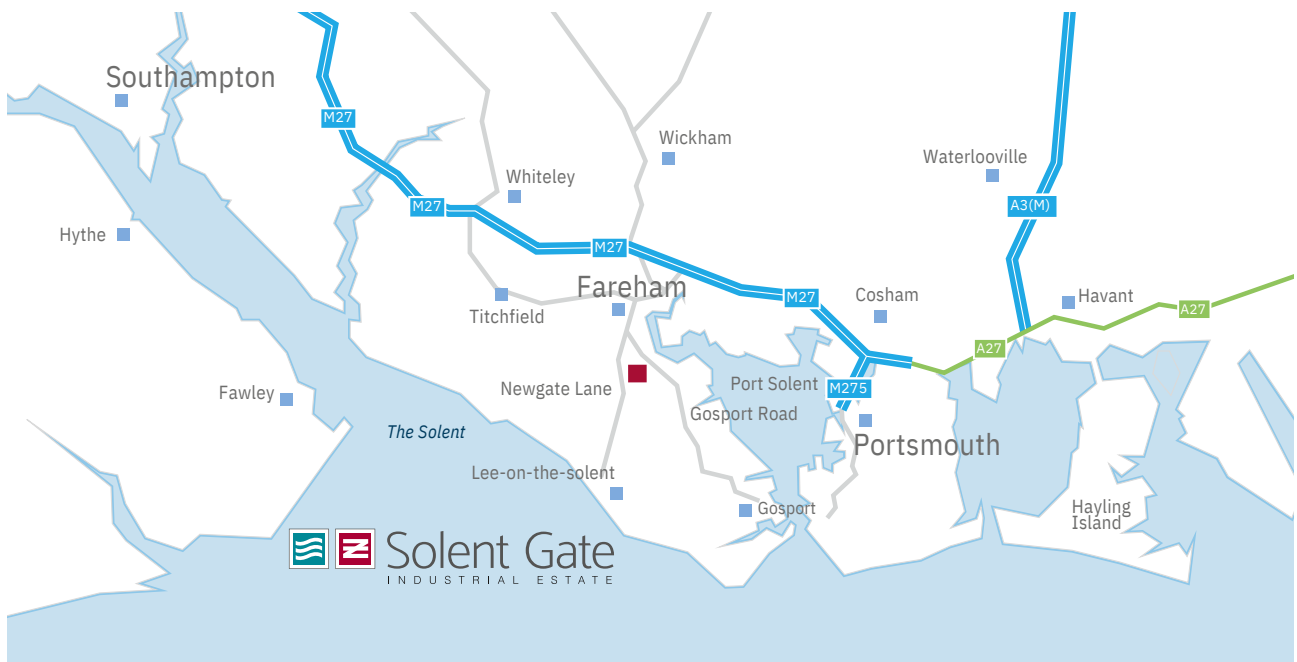 Southampton
M27
Wickham
Waterlooville
Whiteley
M27
A3(M)
Hythe
M27
Fareham
M27
Cosham
Havant
Titchfield
A27
A27
Newgate Lane
Port Solent
M275
Fawley
Gosport Road
The Solent
Portsmouth
Lee-on-the-solent
Gosport
Hayling
Island
Solent Gate
INDUSTRIAL ESTATE